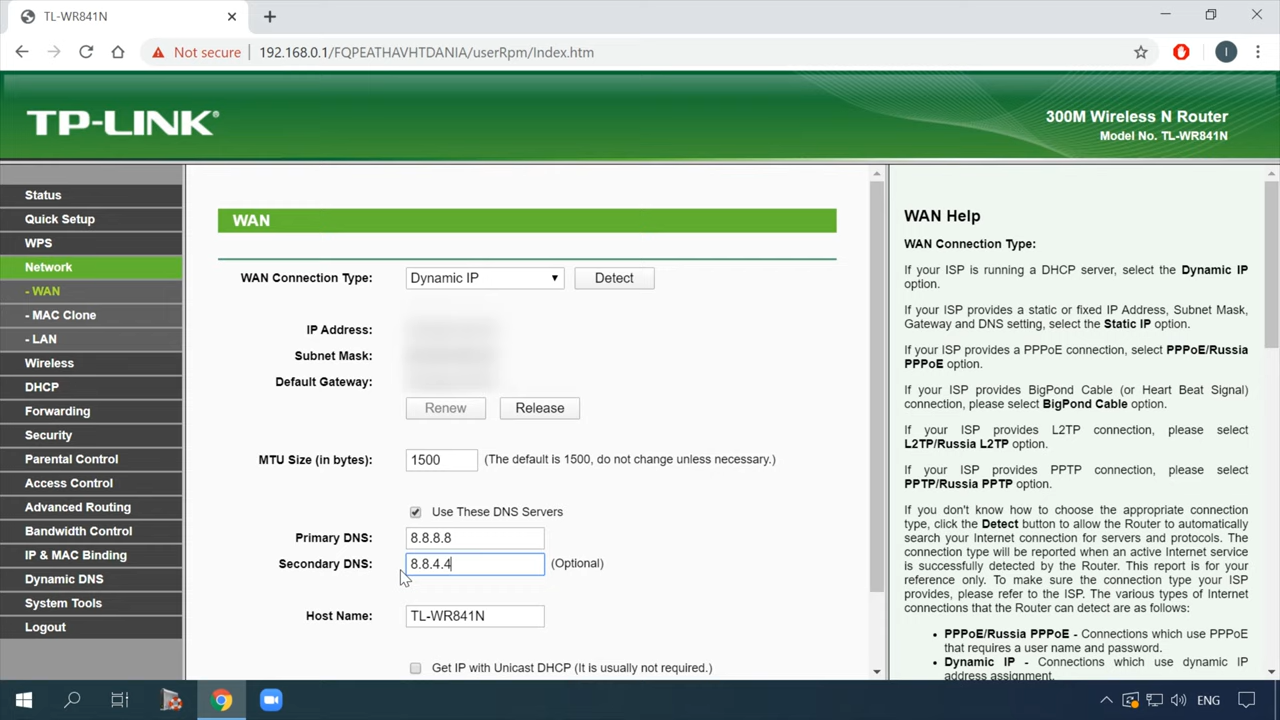 TL-WR841N
Not secure
192.168.0.1/FQPEATHAVHTDANIA/userRpm/Index.htm
I
TP-LINK®
300M Wireless N Router
Model No. TL-WR841N
Status
Quick Setup
WPS
Network
- WAN
- MAC Clone
- LAN
Wireless
DHCP
Forwarding
Security
Parental Control
Access Control
Advanced Routing
Bandwidth Control
IP & MAC Binding
Dynamic DNS
System Tools
Logout
WAN
WAN Connection Type:
Dynamic IP
Detect
IP Address:
Subnet Mask:
Default Gateway:
Renew
Release
MTU Size (in bytes):
1500
(The default is 1500, do not change unless necessary.)
Use These DNS Servers
Primary DNS:
8.8.8.8
Secondary DNS:
8.8.4.4
(Optional)
Host Name:
TL-WR841N
Get IP with Unicast DHCP (It is usually not required.)
WAN Help
WAN Connection Type:
If your ISP is running a DHCP server, select the Dynamic IP
option.
If your ISP provides a static or fixed IP Address, Subnet Mask,
Gateway and DNS setting, select the Static IP option.
If your ISP provides a PPPoE connection, select PPPoE/Russia
PPPoE option.
If your ISP provides BigPond Cable (or Heart Beat Signal)
connection, please select BigPond Cable option.
If your ISP provides L2TP connection, please select
L2TP/Russia L2TP option.
If your ISP provides PPTP connection, please select
PPTP/Russia PPTP option.
If you don't know how to choose the appropriate connection
type, click the Detect button to allow the Router to automatically
search your Internet connection for servers and protocols. The
connection type will be reported when an active Internet service
is successfully detected by the Router. This report is for your
reference only. To make sure the connection type your ISP
provides, please refer to the ISP. The various types of Internet
connections that the Router can detect are as follows:
• PPPoE/Russia PPPoE - Connections which use PPPoE
that requires a user name and password.
• Dynamic IP - Connections which use dynamic IP
address assignment.
ENG